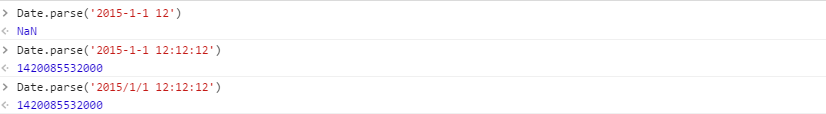 Date.parse('2015-1-1 12')
NaN
Date.parse('2015-1-1 12:12:12')
1420085532000
Date.parse('2015/1/1 12:12:12')
1420085532000